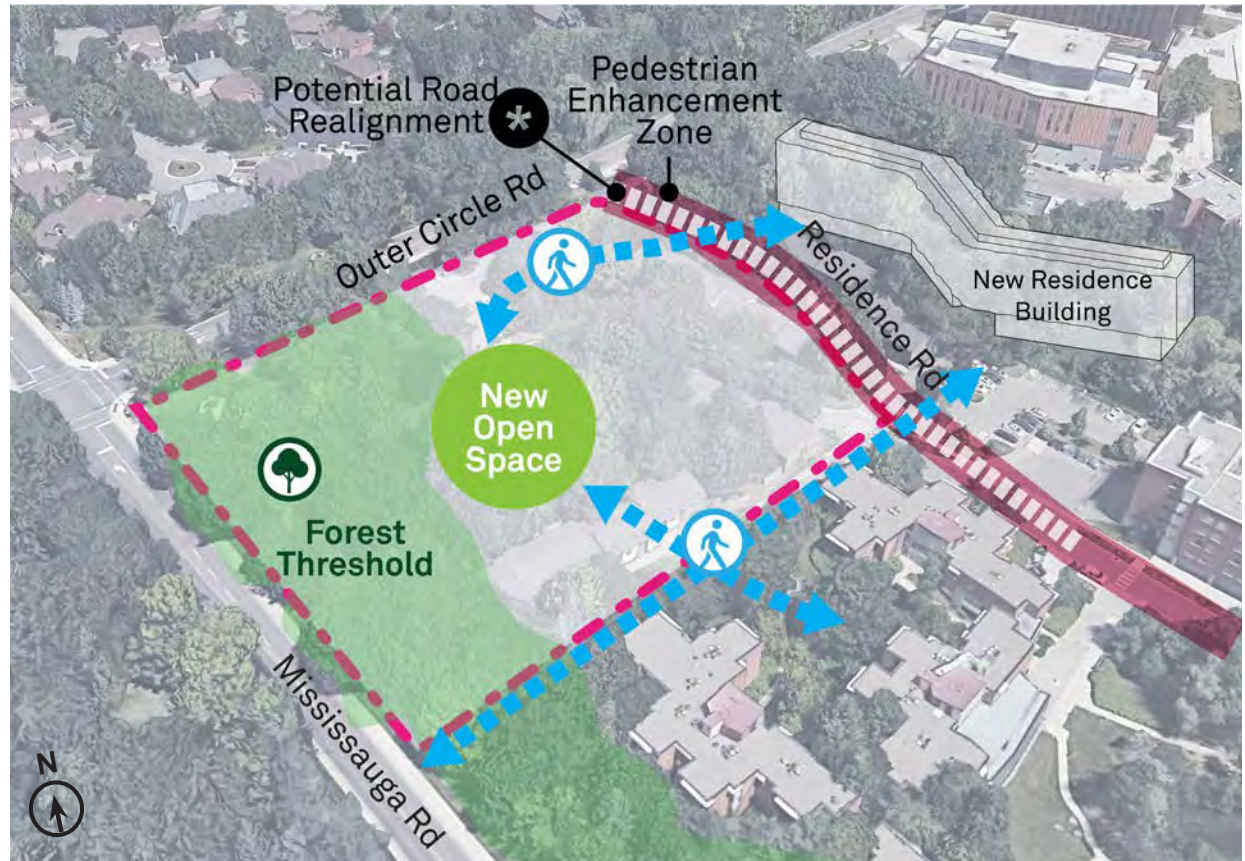 Potential Road
Realignment
*
Pedestrian
Enhancement
Zone
Outer Circle Rd
Residence Rd
New Residence
Building
New
Open
Space
Forest
Threshold
Mississauga Rd
N